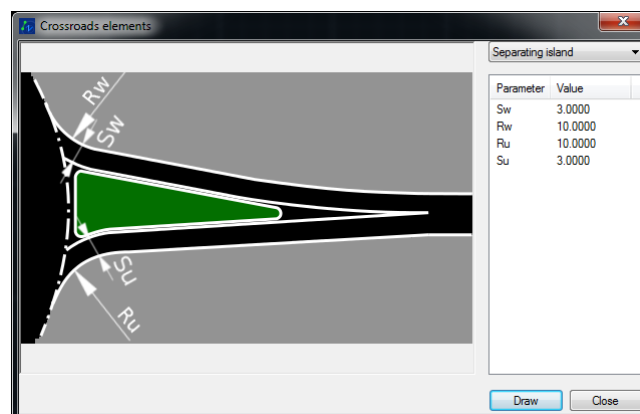 Crossroads elements
Separating island
Parameter Value
Sw 3.0000
Rw 10.0000
Ru 10.0000
Su 3.0000
Rw
Sw
Su
Ru
Draw Close